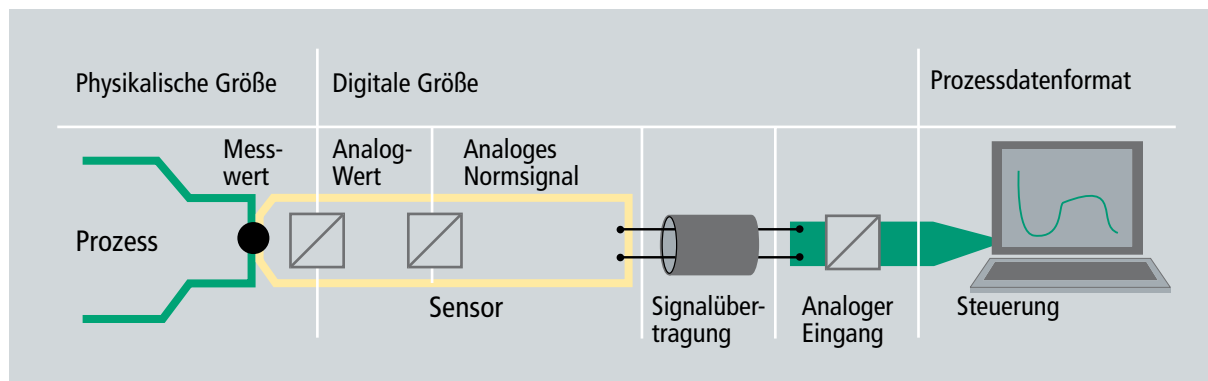 Physikalische Größe
Digitale Größe
Prozessdatenformat
Mess-
wert
Analog-
Wert
Analoges
Normsignal
Prozess
Sensor
Signalüber-
tragung
Analoger
Eingang
Steuerung